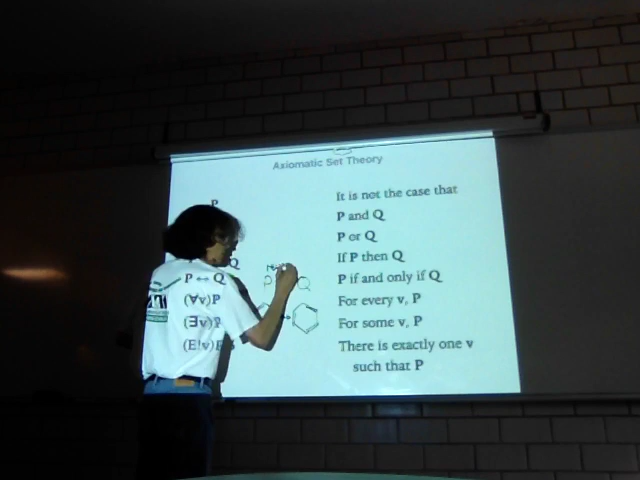 Axiomatic Set Theory
P
It is not the case that
P and Q
P or Q
Q
If P then Q
P ↔ Q
P if and only if Q
(∀v)P
For every v, P
(∃v)P
For some v, P
(E!v)P
There is exactly one v
such that P
P
Q